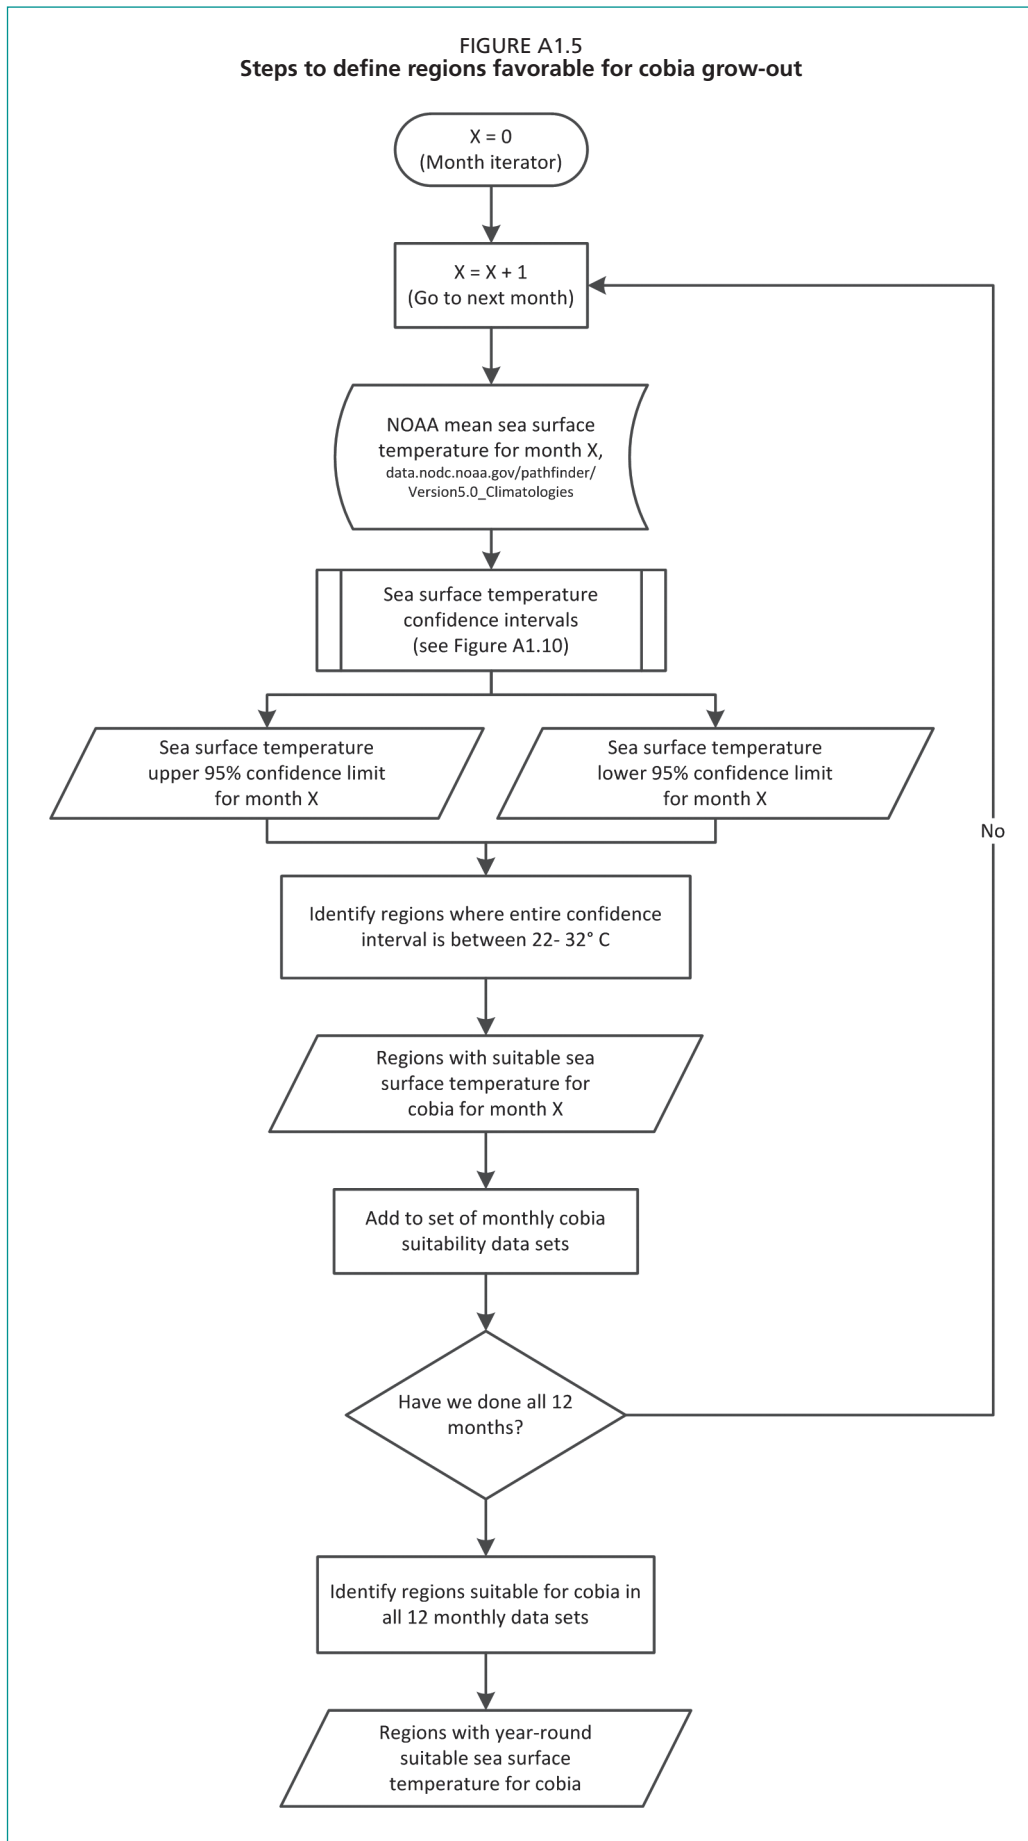 FIGURE A1.5
Steps to define regions favorable for cobia grow-out
X = 0
(Month iterator)
X = X + 1
(Go to next month)
NOAA mean sea surface
temperature for month X,
data.nodc.noaa.gov/pathfinder/
Version5.0_Climatologies
Sea surface temperature
confidence intervals
(see Figure A1.10)
Sea surface temperature
upper 95% confidence limit
for month X
Sea surface temperature
lower 95% confidence limit
for month X
No
Identify regions where entire confidence
interval is between 22- 32° C
Regions with suitable sea
surface temperature for
cobia for month X
Add to set of monthly cobia
suitability data sets
Have we done all 12
months?
Identify regions suitable for cobia in
all 12 monthly data sets
Regions with year-round
suitable sea surface
temperature for cobia